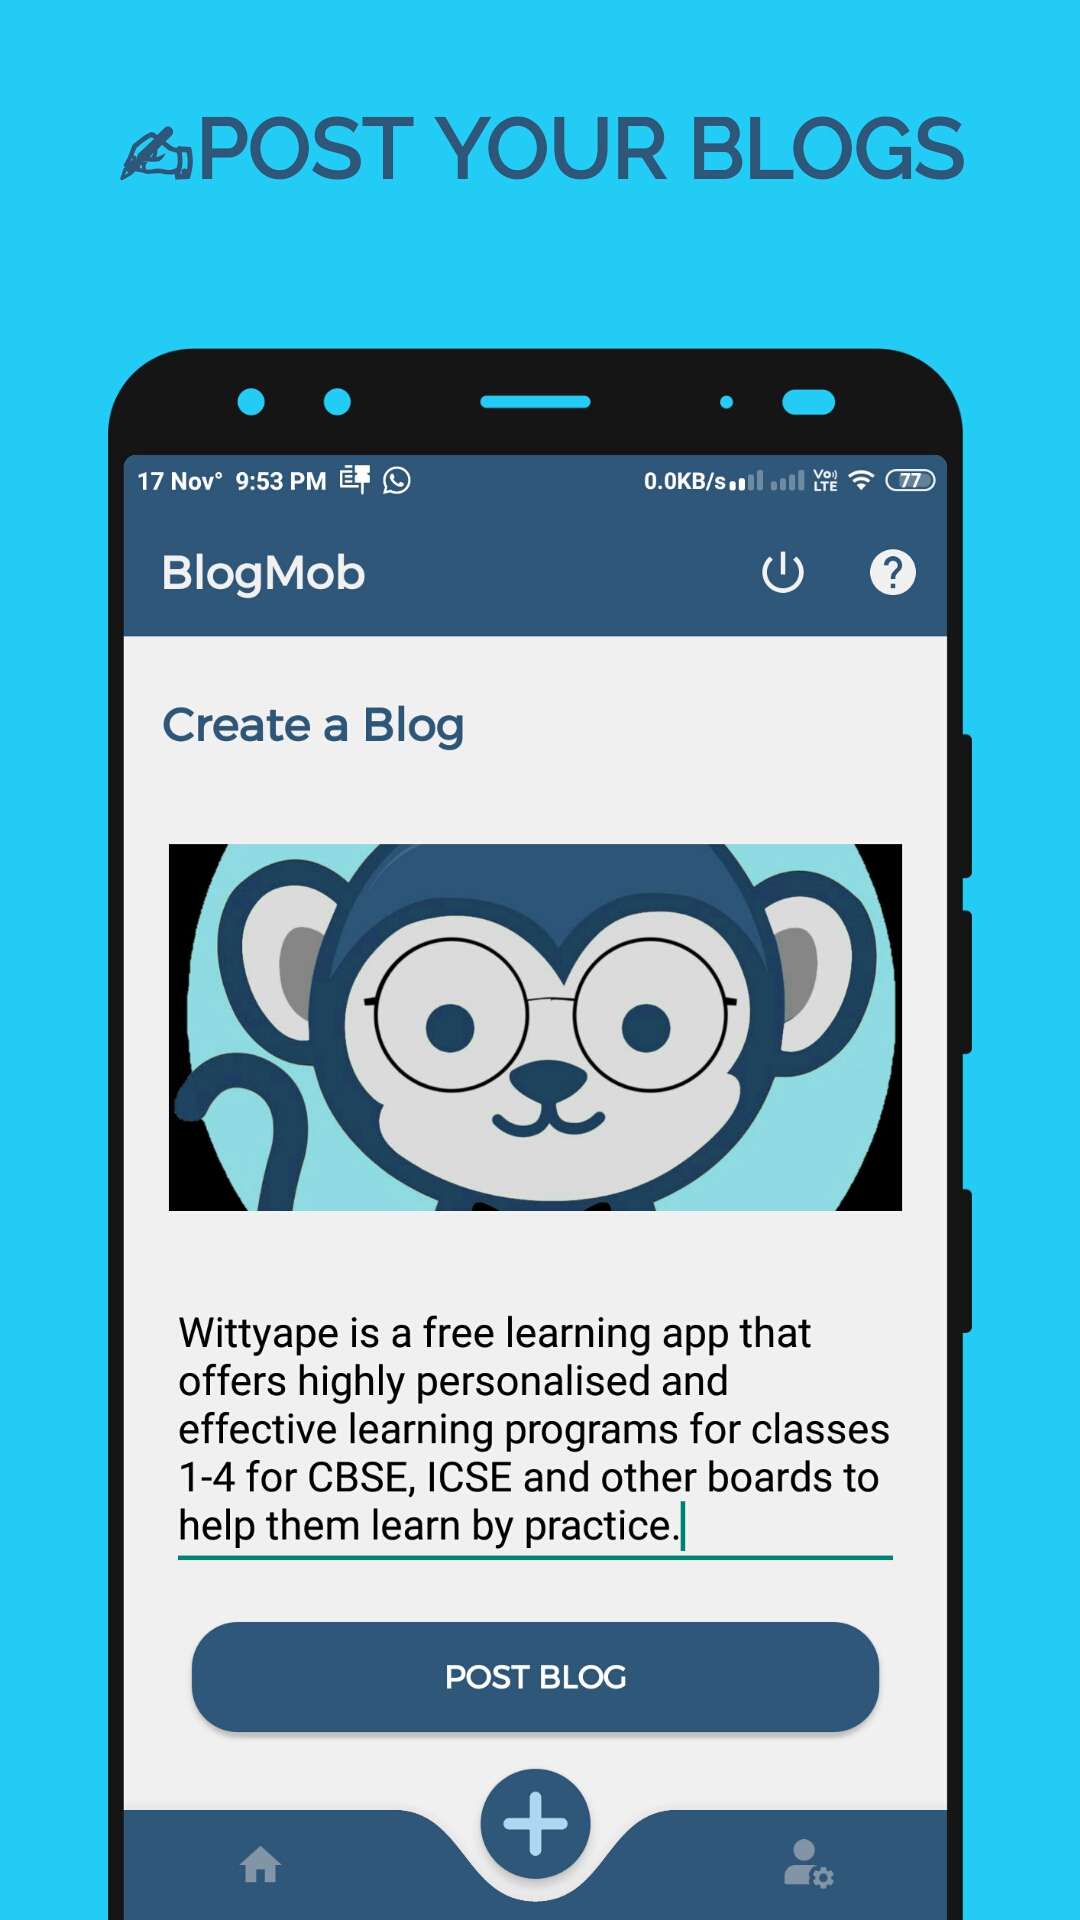 ✍POST YOUR BLOGS
17 Nov° 9:53 PM 0.0KB/s Vo) LTE 77
BlogMob
Create a Blog
Wittyape is a free learning app that
offers highly personalised and
effective learning programs for classes
1-4 for CBSE, ICSE and other boards to
help them learn by practice.
POST BLOG